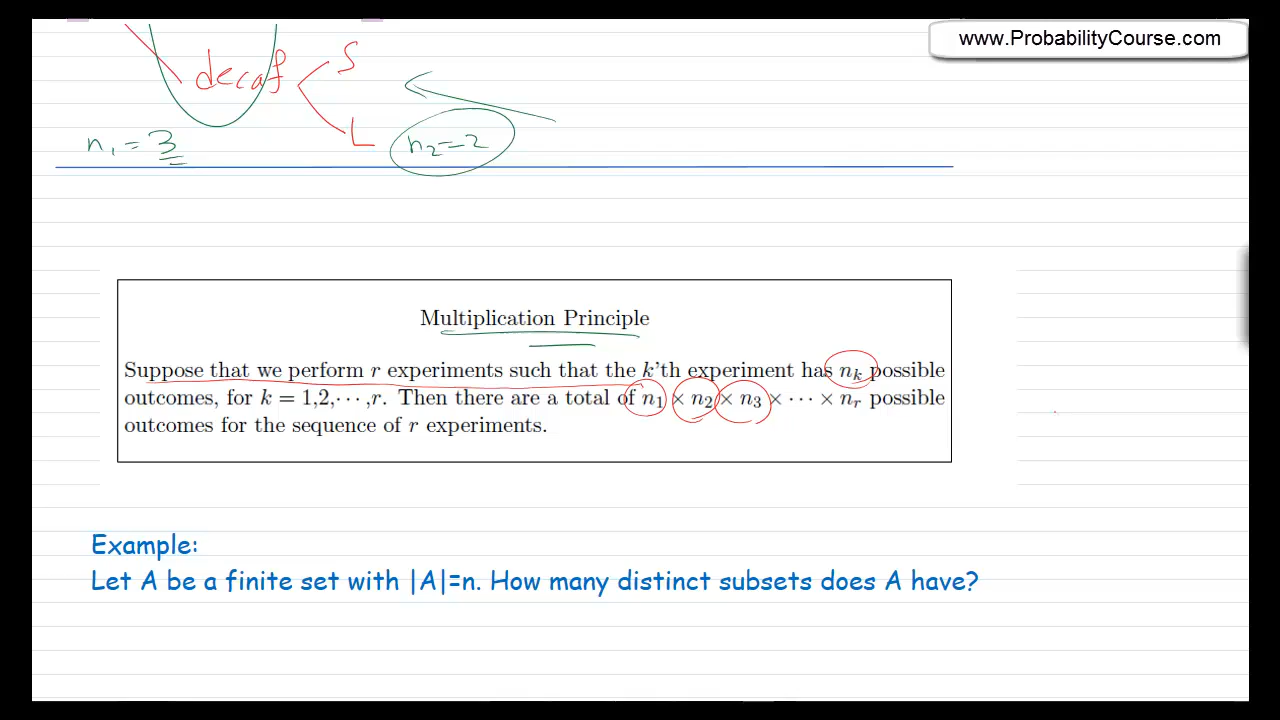 www.ProbabilityCourse.com
decaf
S
L
n₁ = 3
n₂ = 2
Multiplication Principle
Suppose that we perform r experiments such that the k'th experiment has nₖ possible
outcomes, for k = 1,2,⋯,r. Then there are a total of n₁ × n₂ × n₃ × ⋯ × nᵣ possible
outcomes for the sequence of r experiments.
Example:
Let A be a finite set with |A|=n. How many distinct subsets does A have?